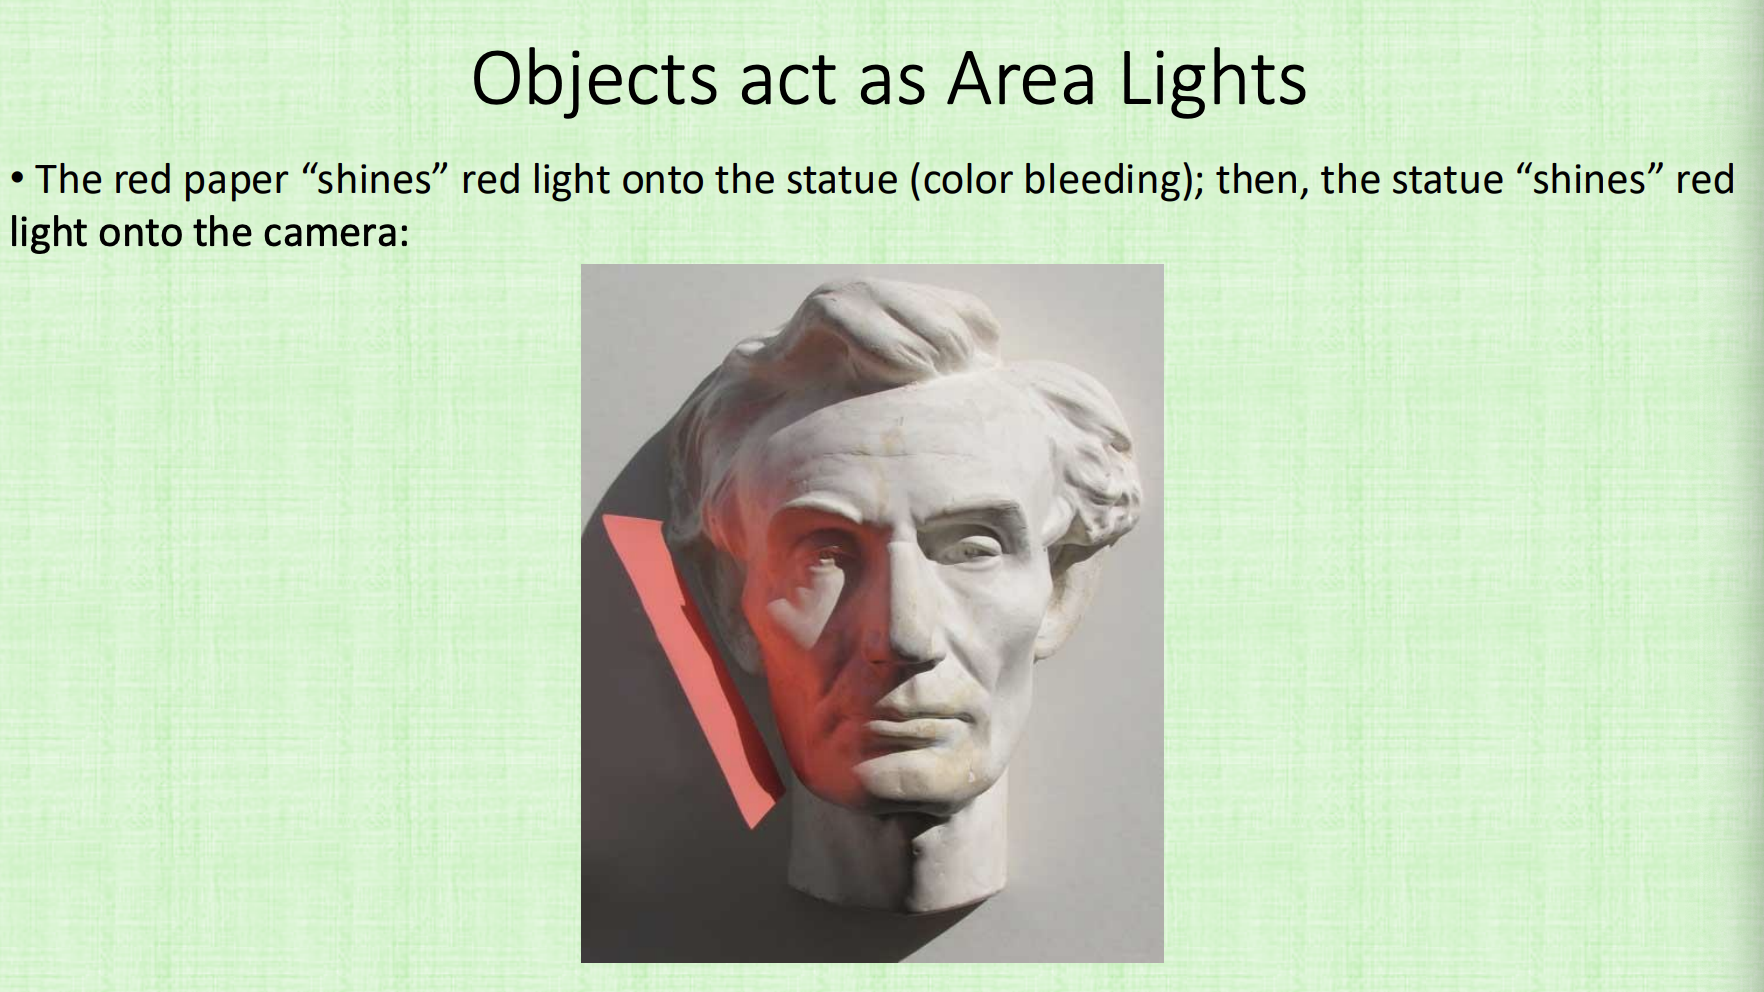 Objects act as Area Lights
• The red paper “shines” red light onto the statue (color bleeding); then, the statue “shines” red
light onto the camera: